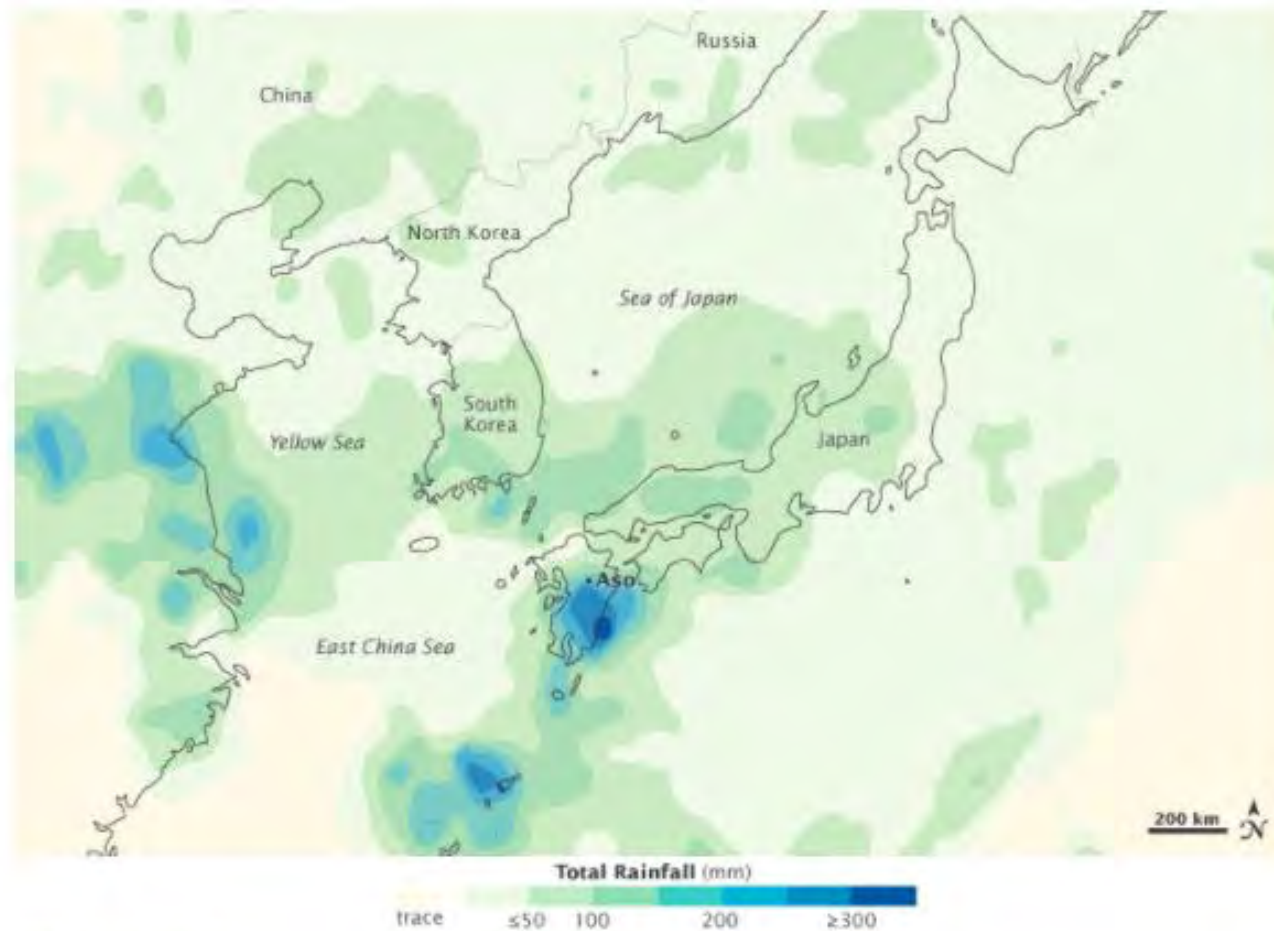 Russia
China
North Korea
Sea of Japan
South
Korea
Yellow Sea
Japan
Aso
East China Sea
200 km
N
Total Rainfall (mm)
trace ≤50 100 200 ≥300